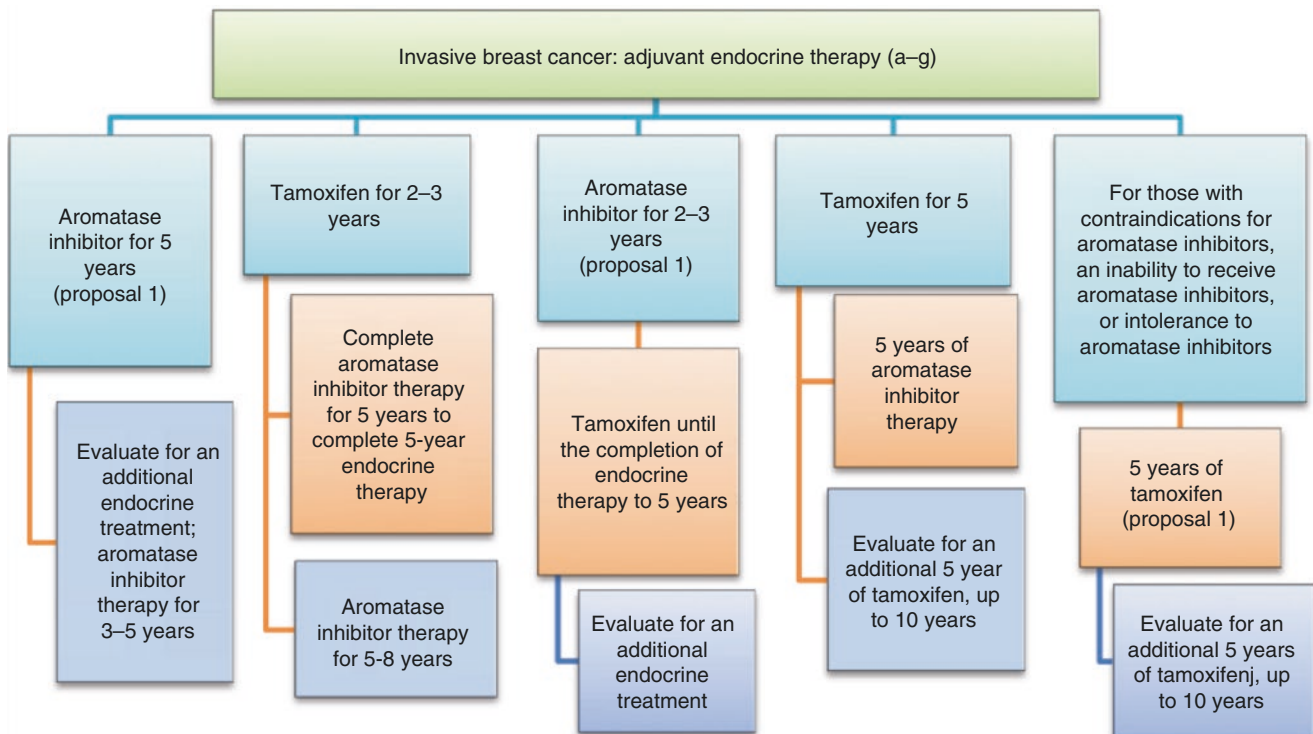 Invasive breast cancer: adjuvant endocrine therapy (a–g)
Aromatase
inhibitor for 5
years
(proposal 1)
Evaluate for an
additional
endocrine
treatment;
aromatase
inhibitor
therapy for
3–5 years
Tamoxifen for 2–3
years
Complete
aromatase
inhibitor therapy
for 5 years to
complete 5-year
endocrine
therapy
Aromatase
inhibitor therapy
for 5-8 years
Aromatase
inhibitor for 2–3
years
(proposal 1)
Tamoxifen until
the completion of
endocrine
therapy to 5 years
Evaluate for an
additional
endocrine
treatment
Tamoxifen for 5
years
5 years of
aromatase
inhibitor
therapy
Evaluate for an
additional 5 year
of tamoxifen, up
to 10 years
For those with
contraindications for
aromatase inhibitors,
an inability to receive
aromatase inhibitors,
or intolerance to
aromatase inhibitors
5 years of
tamoxifen
(proposal 1)
Evaluate for an
additional 5 years
of tamoxifenj, up
to 10 years